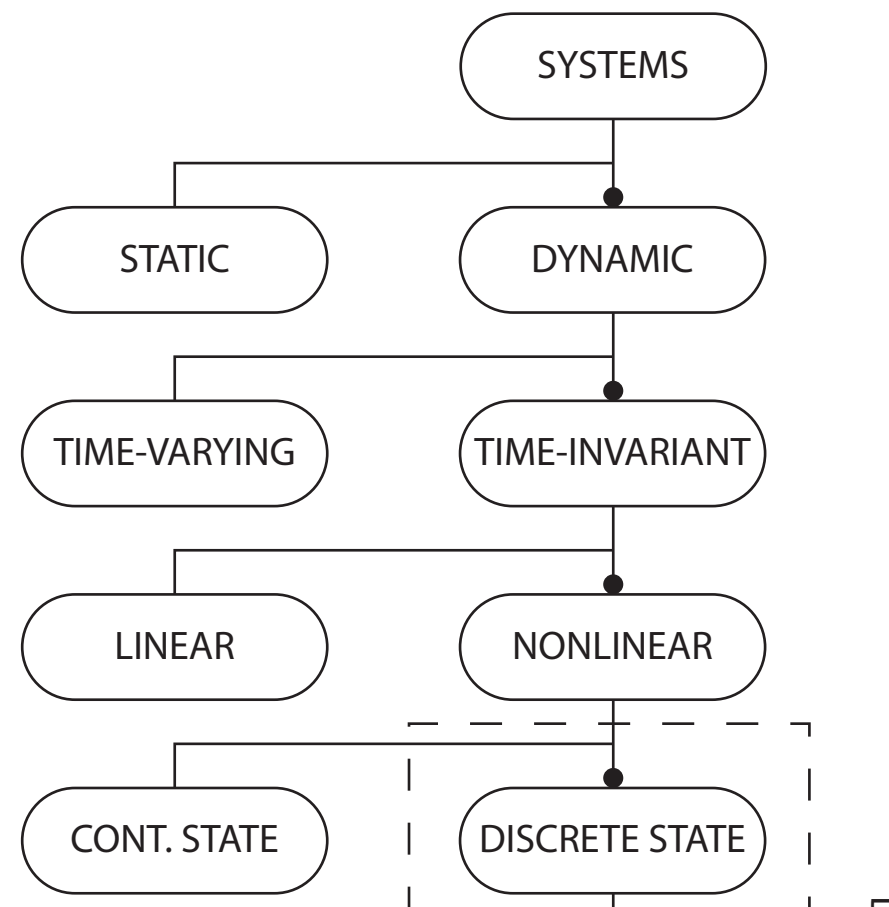 SYSTEMS
STATIC
DYNAMIC
TIME-VARYING
TIME-INVARIANT
LINEAR
NONLINEAR
CONT. STATE
DISCRETE STATE